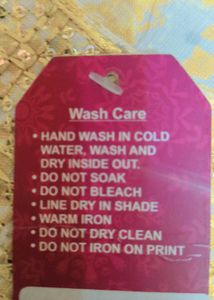 Wash Care
• HAND WASH IN COLD
WATER, WASH AND
DRY INSIDE OUT.
• DO NOT SOAK
• DO NOT BLEACH
• LINE DRY IN SHADE
• WARM IRON
• DO NOT DRY CLEAN
• DO NOT IRON ON PRINT